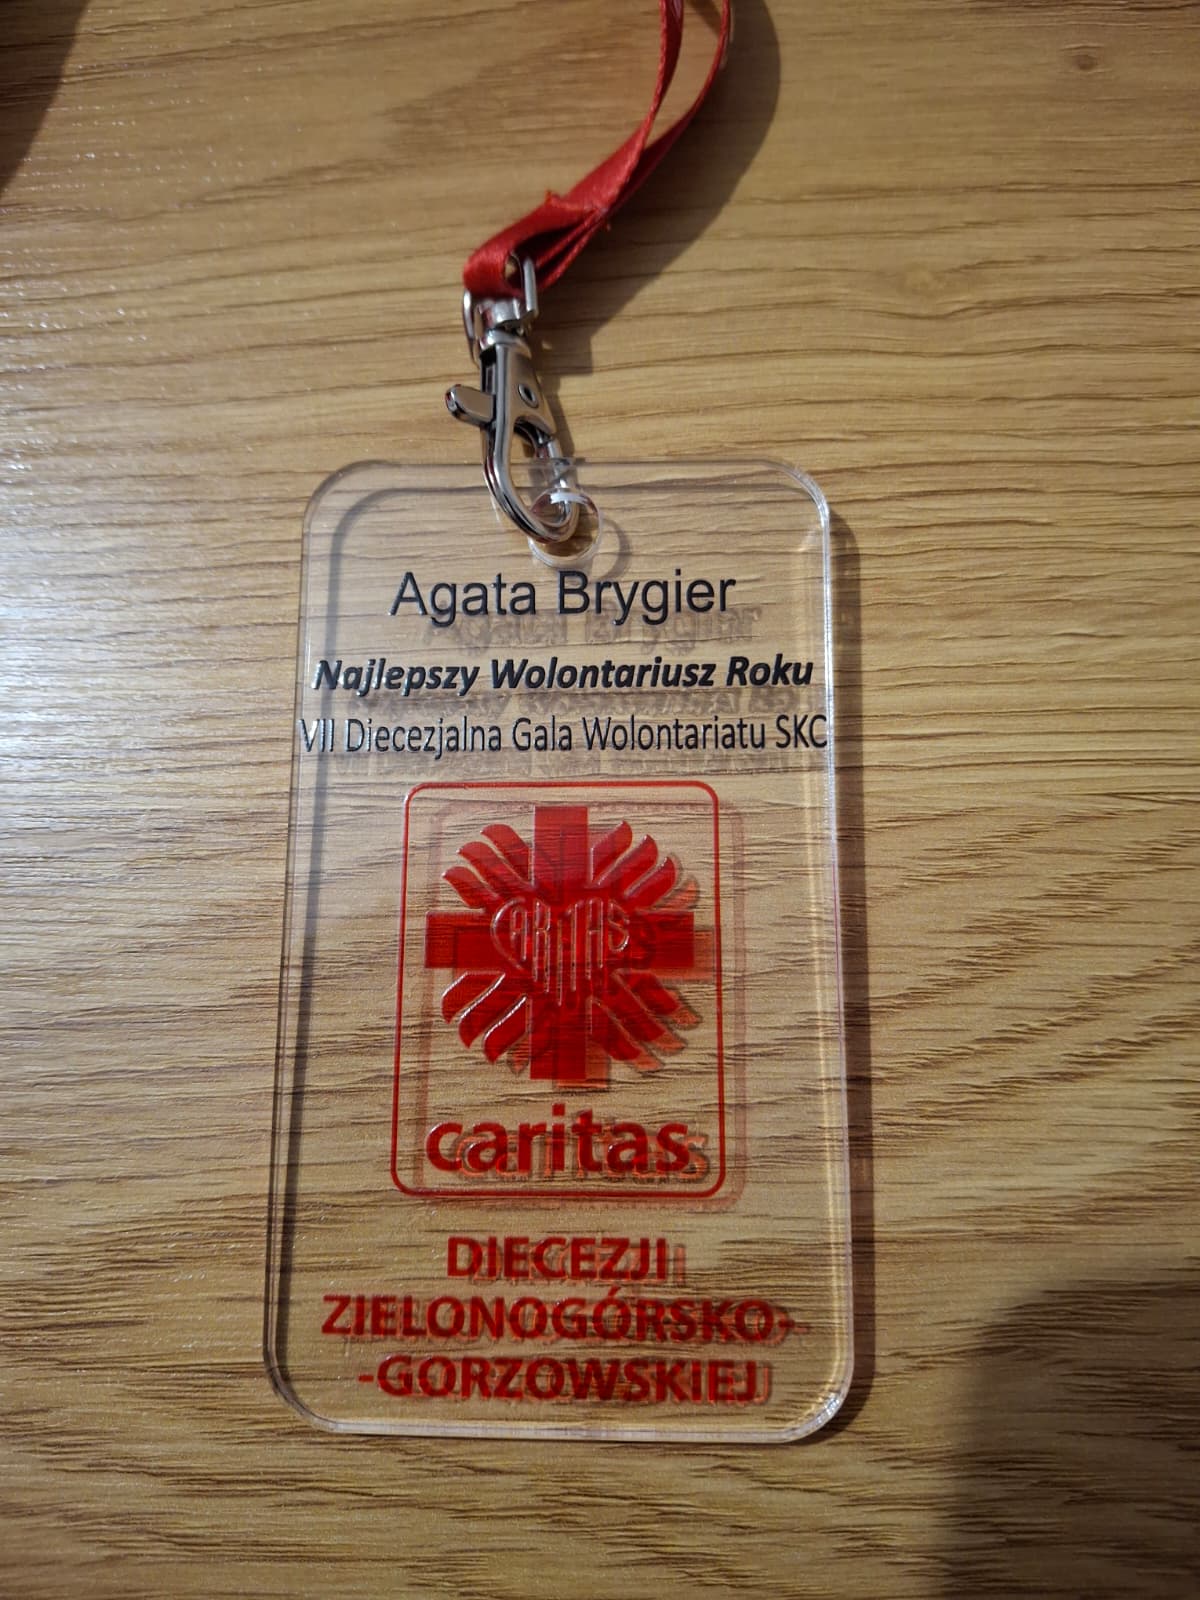 Agata Brygier
Najlepszy Wolontariusz Roku
VII Diecezjalna Gala Wolontariatu SKC
CARITAS
caritas
DIECEZJI
ZIELONOGÓRSKO-
-GORZOWSKIEJ